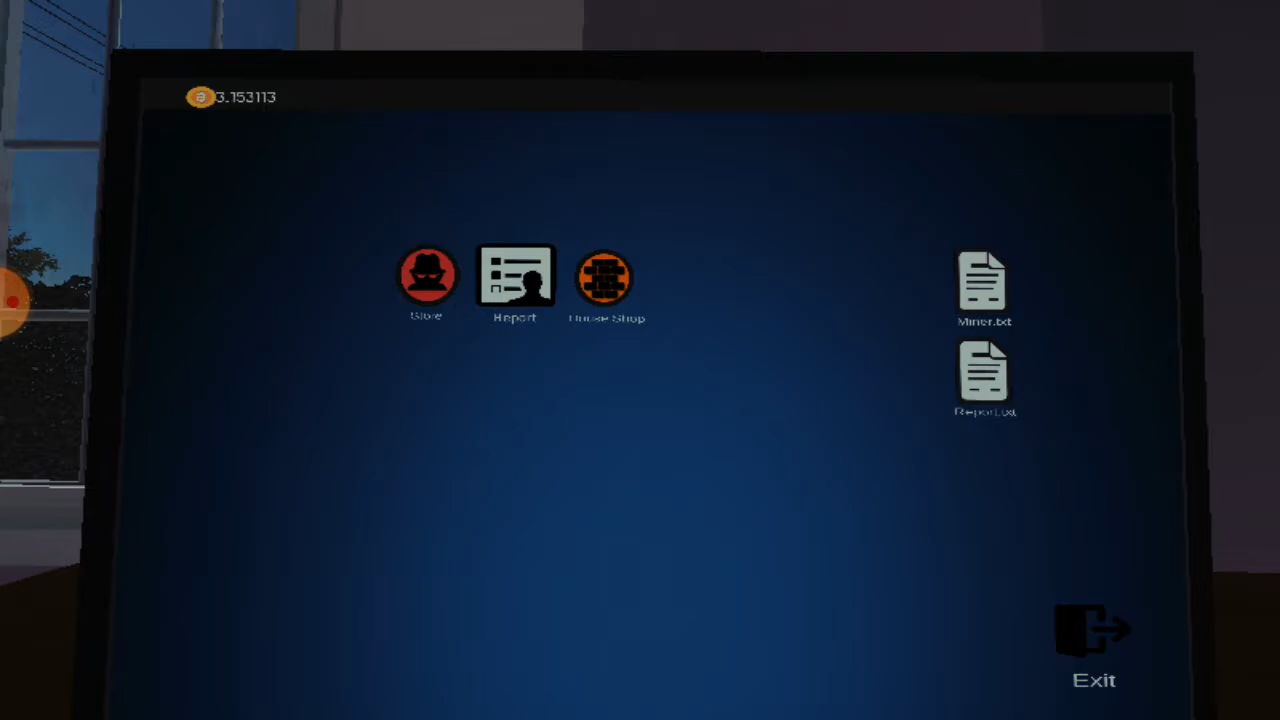 3.153113
Store
Report
House Shop
Miner.txt
Report.txt
Exit